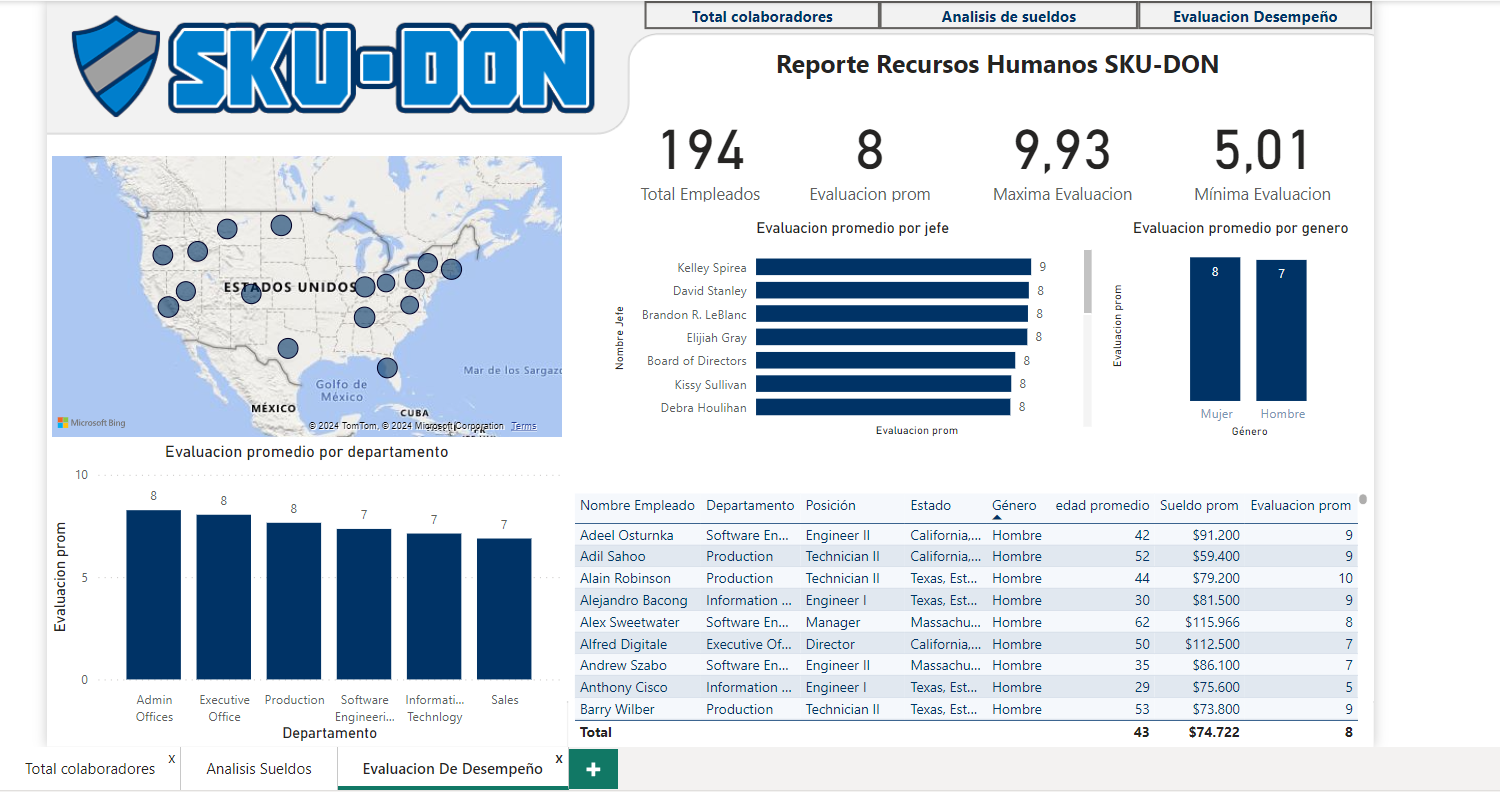 Total colaboradores
Analisis de sueldos
Evaluacion Desempeño
SKU-DON
Reporte Recursos Humanos SKU-DON
194
8
9,93
5,01
Total Empleados
Evaluacion prom
Maxima Evaluacion
Mínima Evaluacion
ESTADOS UNIDOS
Golfo de
México
MÉXICO
CUBA
Mar de los Sargazo
Microsoft Bing
© 2024 TomTom, © 2024 Microsoft Corporation Terms
Evaluacion promedio por jefe
Nombre Jefe
Kelley Spirea 9
David Stanley 8
Brandon R. LeBlanc 8
Elijiah Gray 8
Board of Directors 8
Kissy Sullivan 8
Debra Houlihan 8
Evaluacion prom
Evaluacion promedio por genero
Evaluacion prom
8
7
Mujer
Hombre
Género
Evaluacion promedio por departamento
Evaluacion prom
10
5
0
8
8
8
7
7
7
Admin
Offices
Executive
Office
Production
Software
Engineeri...
Informati...
Technlogy
Sales
Departamento
Nombre Empleado Departamento Posición Estado Género edad promedio Sueldo prom Evaluacion prom
Adeel Osturnka Software En... Engineer II California,... Hombre 42 $91.200 9
Adil Sahoo Production Technician II California,... Hombre 52 $59.400 9
Alain Robinson Production Technician II Texas, Est... Hombre 44 $79.200 10
Alejandro Bacong Information ... Engineer I Texas, Est... Hombre 30 $81.500 9
Alex Sweetwater Software En... Manager Massachu... Hombre 62 $115.966 8
Alfred Digitale Executive Of... Director California,... Hombre 50 $112.500 7
Andrew Szabo Software En... Engineer II Massachu... Hombre 35 $86.100 7
Anthony Cisco Information ... Engineer I Texas, Est... Hombre 29 $75.600 5
Barry Wilber Production Technician II Texas, Est... Hombre 53 $73.800 9
Total 43 $74.722 8
Total colaboradores x
Analisis Sueldos
Evaluacion De Desempeño x
+